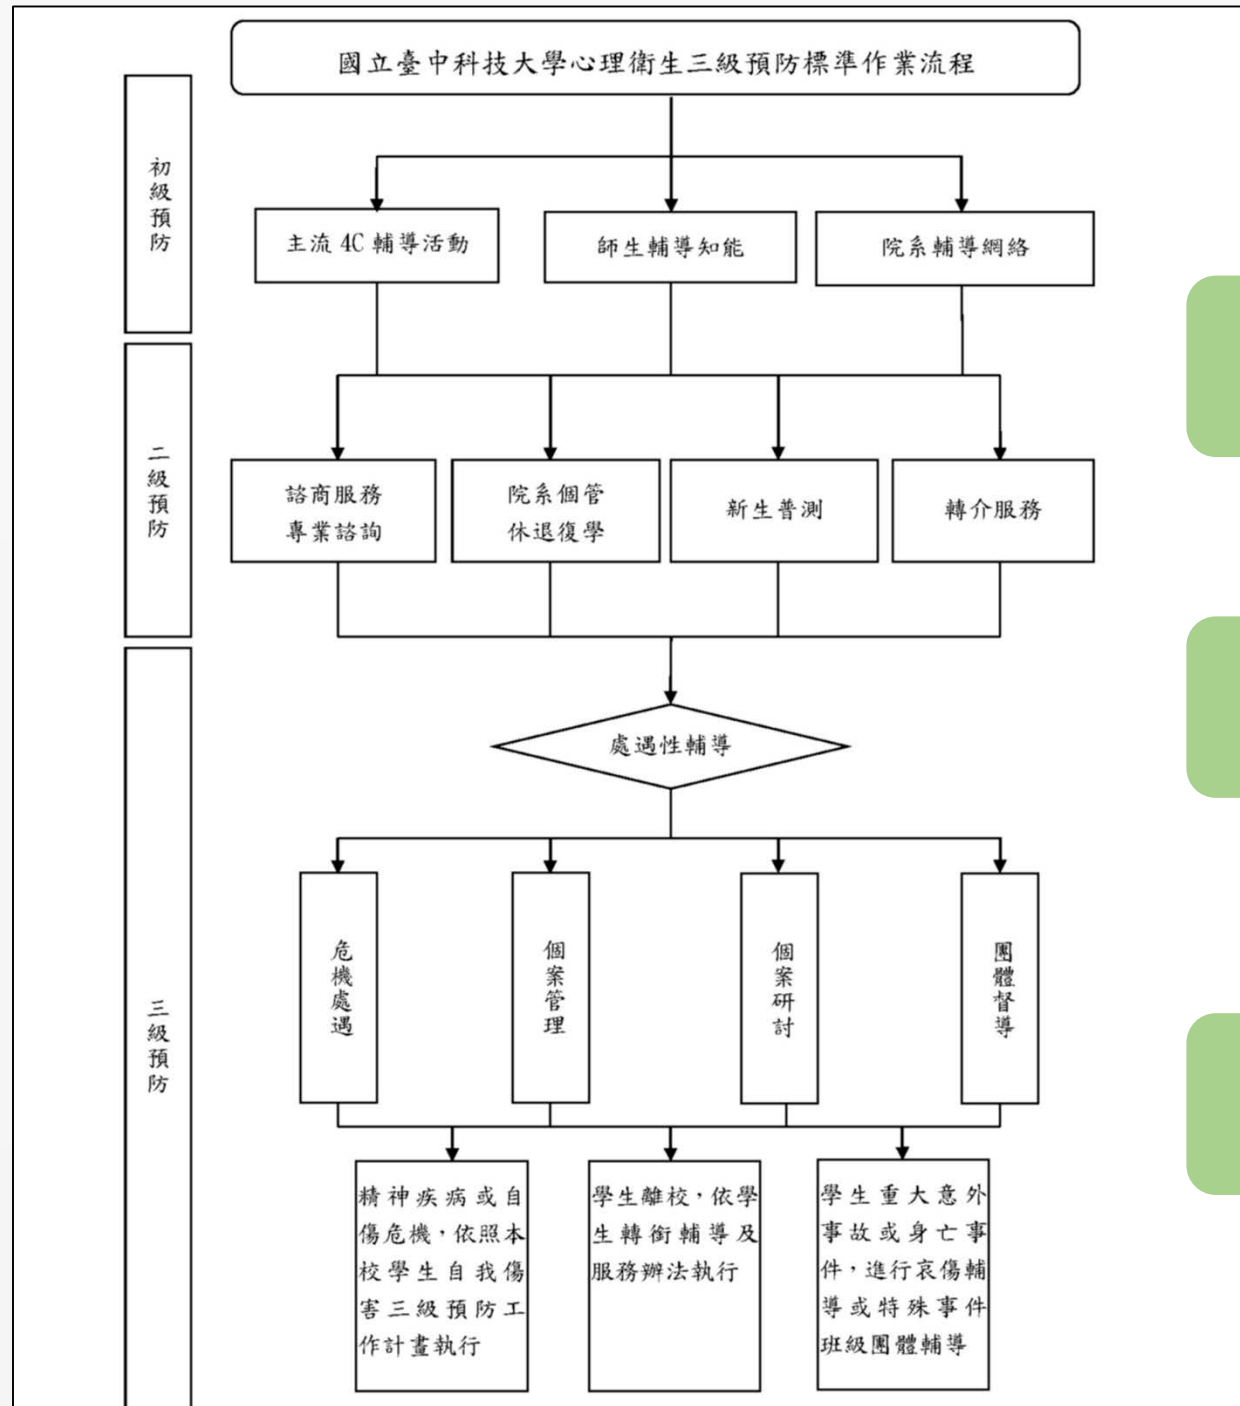 國立臺中科技大學心理衛生三級預防標準作業流程
初級預防
主流 4C 輔導活動
師生輔導知能
院系輔導網絡
二級預防
諮商服務
專業諮詢
院系個管
休退復學
新生普測
轉介服務
三級預防
處遇性輔導
危機處遇
個案管理
個案研討
團體督導
精神疾病或自
傷危機，依照本
校學生自我傷
害三級預防工
作計畫執行
學生離校，依學
生轉銜輔導及
服務辦法執行
學生重大意外
事故或身亡事
件，進行哀傷輔
導或特殊事件
班級團體輔導